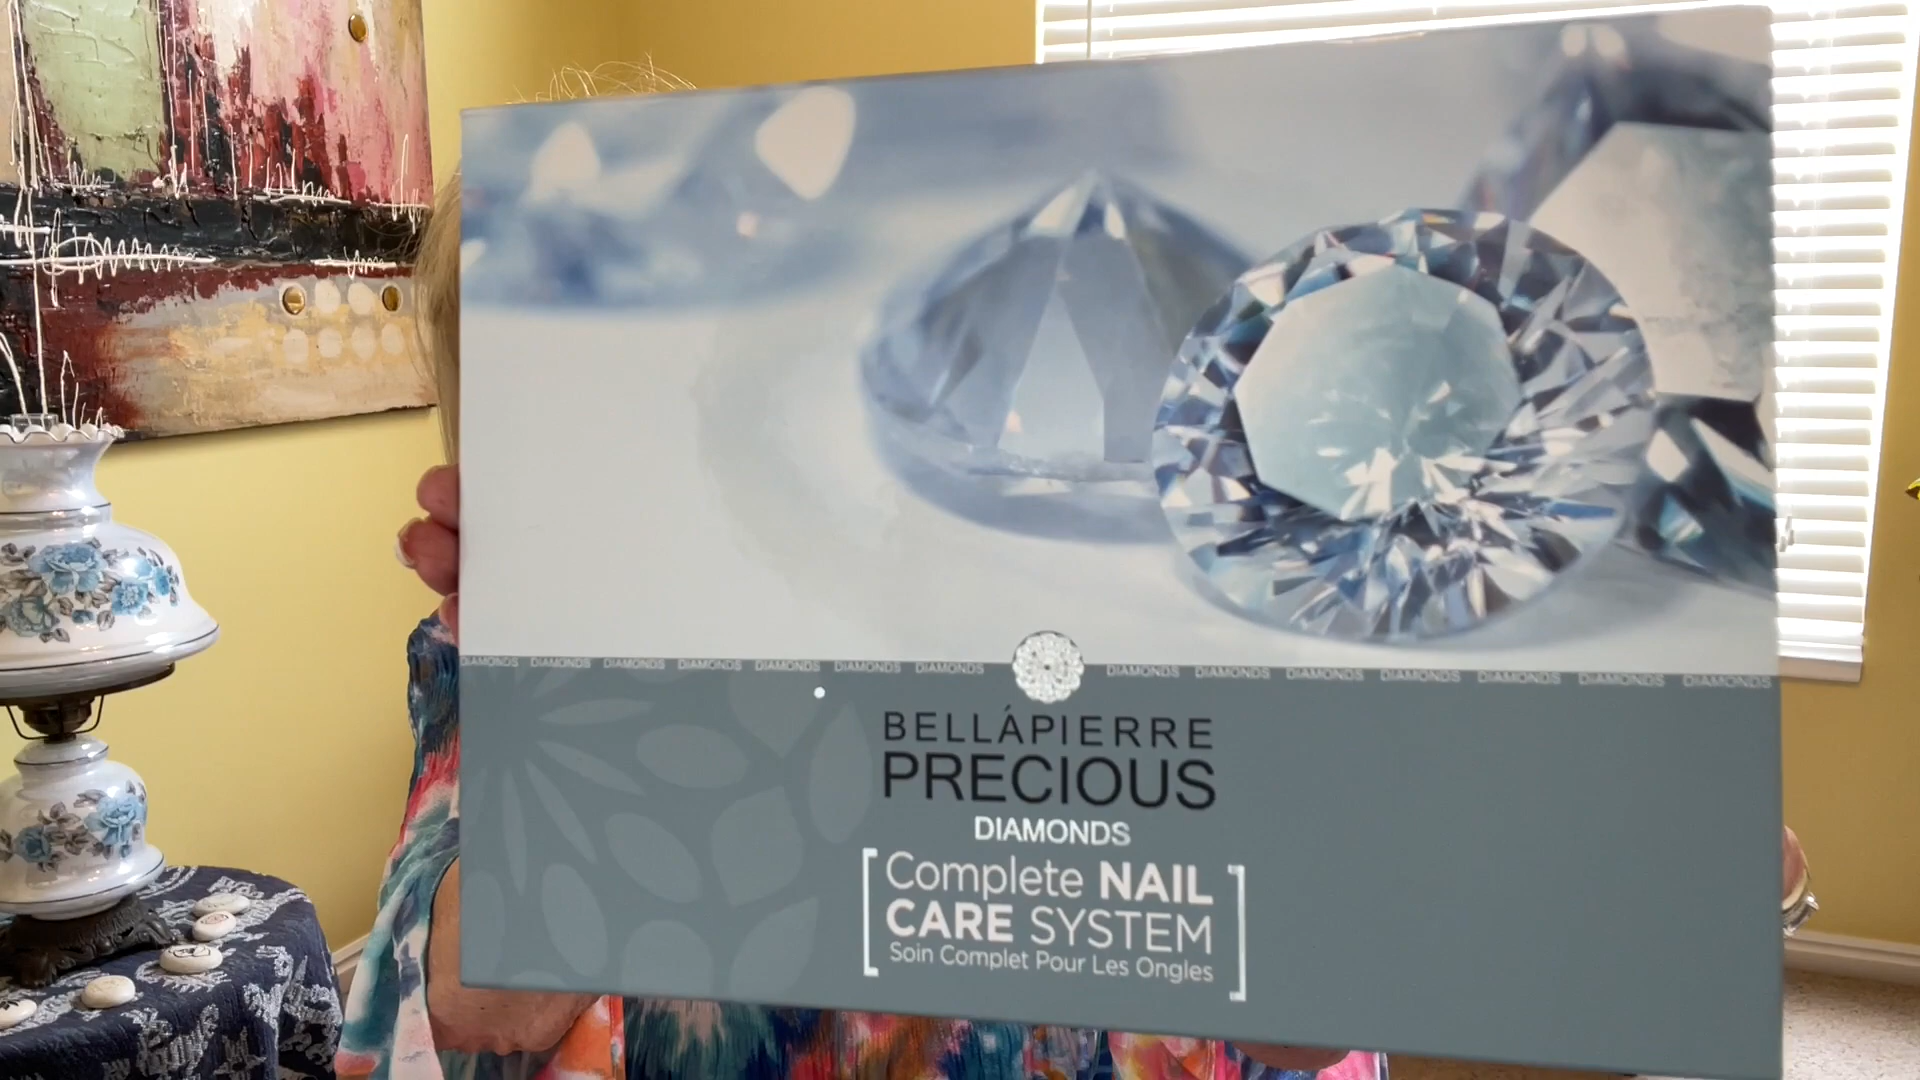 DIAMONDS DIAMONDS DIAMONDS DIAMONDS DIAMONDS DIAMONDS DIAMONDS DIAMONDS DIAMONDS DIAMONDS DIAMONDS DIAMONDS DIAMONDS DIAMONDS
BELLÁPIERRE
PRECIOUS
DIAMONDS
Complete NAIL
CARE SYSTEM
Soin Complet Pour Les Ongles